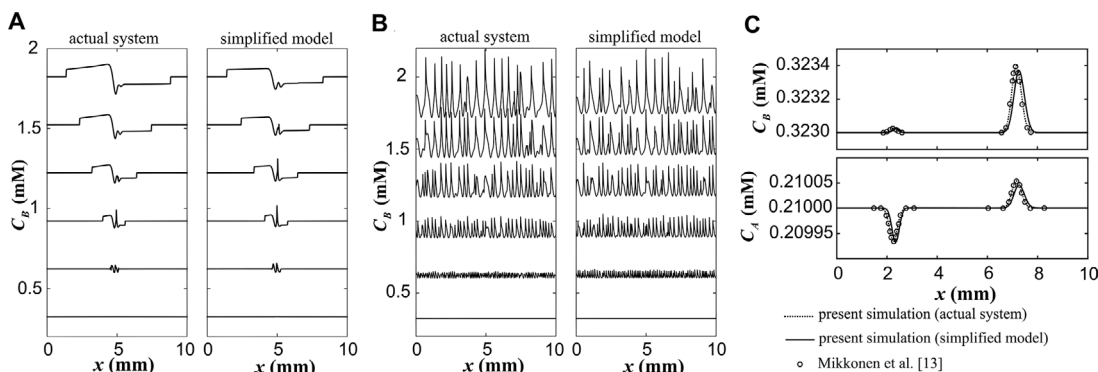 A
actual system
simplified model
2
1.5
1
0.5
C_B (mM)
0
5
10
0
5
10
x (mm)
x (mm)
B
actual system
simplified model
2
1.5
1
0.5
C_B (mM)
0
5
10
0
5
10
x (mm)
x (mm)
C
0.3234
0.3232
0.3230
C_B (mM)
0.21005
0.21000
0.20995
C_A (mM)
0
2
4
6
8
10
x (mm)
present simulation (actual system)
present simulation (simplified model)
Mikkonen et al. [13]